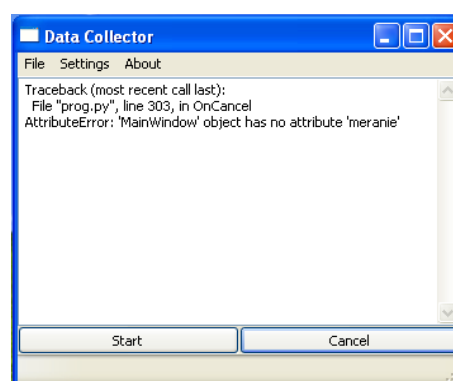 Data Collector
File Settings About
Traceback (most recent call last):
File "prog.py", line 303, in OnCancel
AttributeError: 'MainWindow' object has no attribute 'meranie'
Start Cancel